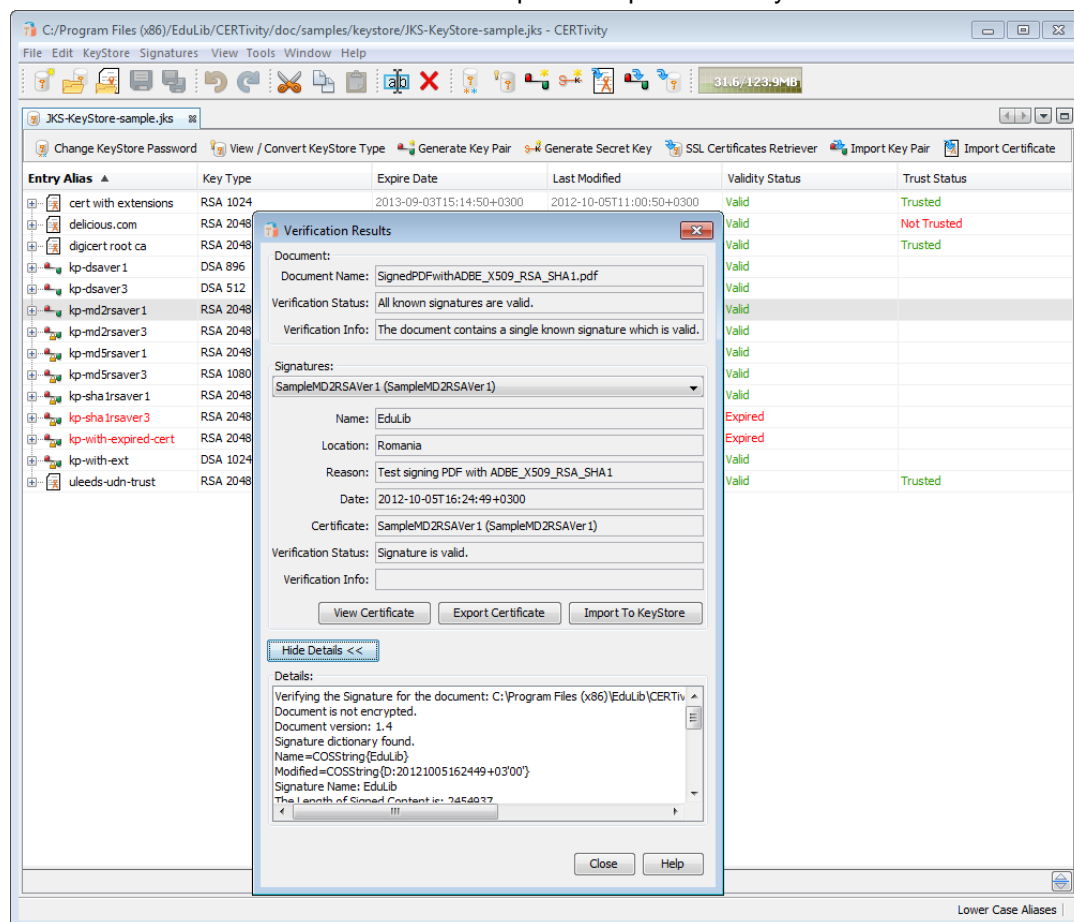 C:/Program Files (x86)/EduLib/CERTivity/doc/samples/keystore/JKS-KeyStore-sample.jks - CERTivity
File Edit KeyStore Signatures View Tools Window Help
31.6/123.9MB
JKS-KeyStore-sample.jks
Change KeyStore Password View / Convert KeyStore Type Generate Key Pair Generate Secret Key SSL Certificates Retriever Import Key Pair Import Certificate
Entry Alias Key Type Expire Date Last Modified Validity Status Trust Status
cert with extensions RSA 1024 2013-09-03T15:14:50+0300 2012-10-05T11:00:50+0300 Valid Trusted
delicious.com RSA 2048 Valid Not Trusted
digicert root ca RSA 2048 Valid Trusted
kp-dsaver1 DSA 896 Valid
kp-dsaver3 DSA 512 Valid
kp-md2rsaver1 RSA 2048 Valid
kp-md2rsaver3 RSA 2048 Valid
kp-md5rsaver1 RSA 2048 Valid
kp-md5rsaver3 RSA 1080 Valid
kp-sha1rsaver1 RSA 2048 Valid
kp-sha1rsaver3 RSA 2048 Expired
kp-with-expired-cert RSA 2048 Expired
kp-with-ext DSA 1024 Valid
uleeds-udn-trust RSA 2048 Valid Trusted
Verification Results
Document:
Document Name: SignedPDFwithADBE_X509_RSA_SHA1.pdf
Verification Status: All known signatures are valid.
Verification Info: The document contains a single known signature which is valid.
Signatures:
SampleMD2RSAVer1 (SampleMD2RSAVer1)
Name: EduLib
Location: Romania
Reason: Test signing PDF with ADBE_X509_RSA_SHA1
Date: 2012-10-05T16:24:49+0300
Certificate: SampleMD2RSAVer1 (SampleMD2RSAVer1)
Verification Status: Signature is valid.
Verification Info:
View Certificate Export Certificate Import To KeyStore
Hide Details <<
Details:
Verifying the Signature for the document: C:\Program Files (x86)\EduLib\CERTiv
Document is not encrypted.
Document version: 1.4
Signature dictionary found.
Name=COSString{EduLib}
Modified=COSString{D:20121005162449+03'00'}
Signature Name: EduLib
The Length of Signed Content is: 2454937
Close Help
Lower Case Aliases